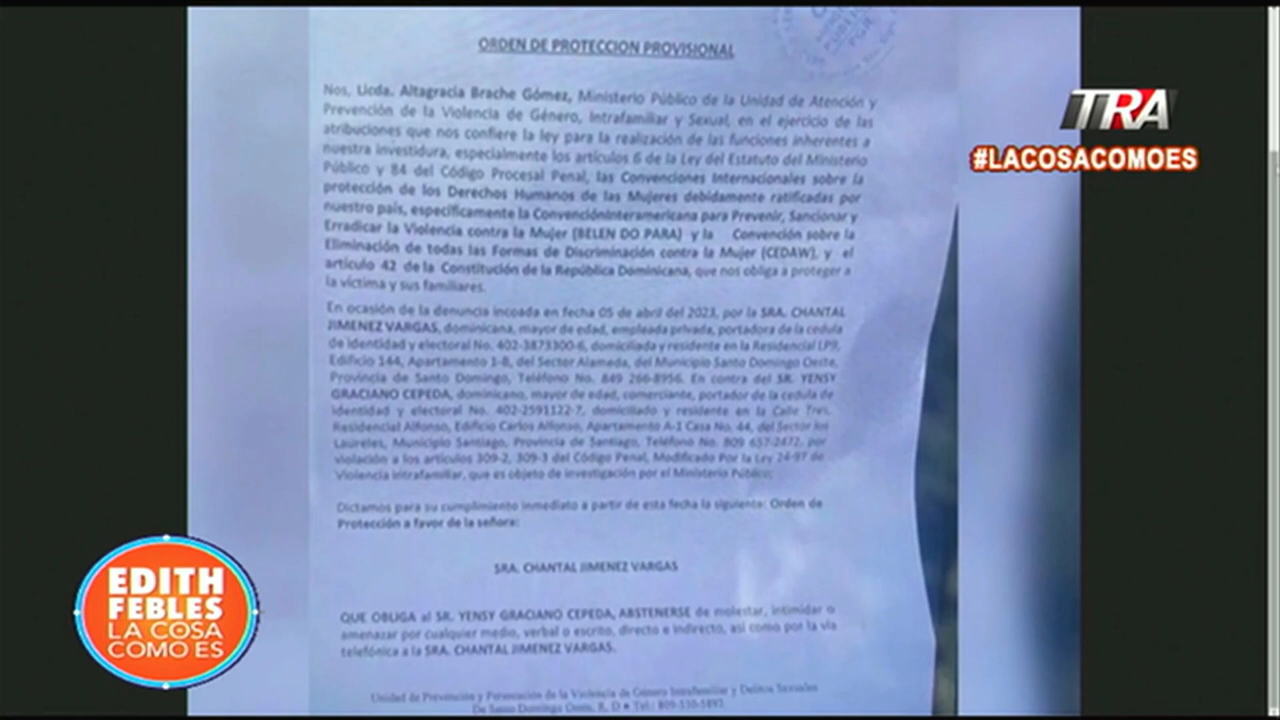 ORDEN DE PROTECCION PROVISIONAL
Nos, Licda. Altagracia Brache Gómez, Ministerio Público de la Unidad de Atención y
Prevención de la Violencia de Género, Intrafamiliar y Sexual, en el ejercicio de las
atribuciones que nos confiere la ley para la realización de las funciones inherentes a
nuestra investidura, especialmente los artículos 6 de la Ley del Estatuto del Ministerio
Público y 84 del Código Procesal Penal, las Convenciones Internacionales sobre la
protección de los Derechos Humanos de las Mujeres debidamente ratificadas por
nuestro país, específicamente la ConvenciónInteramericana para Prevenir, Sancionar y
Erradicar la Violencia contra la Mujer (BELEN DO PARA) y la Convención sobre la
Eliminación de todas las Formas de Discriminación contra la Mujer (CEDAW), y el
artículo 42 de la Constitución de la República Dominicana, que nos obliga a proteger a
la víctima y sus familiares.
En ocasión de la denuncia incoada en fecha 05 de abril del 2023, por la SRA. CHANTAL
JIMENEZ VARGAS, dominicana, mayor de edad, empleada privada, portadora de la cedula
de identidad y electoral No. 402-3873300-6, domiciliada y residente en la Residencial LP9,
Edificio 144, Apartamento 1-B, del Sector Alameda, del Municipio Santo Domingo Oeste,
Provincia de Santo Domingo, Teléfono No. 849 266-8956. En contra del SR. YENSY
GRACIANO CEPEDA, dominicano, mayor de edad, comerciante, portador de la cedula de
identidad y electoral No. 402-2591122-7, domiciliado y residente en la Calle Tres,
Residencial Alfonso, Edificio Carlos Alfonso, Apartamento A-1 Casa No. 44, del Sector los
Laureles, Municipio Santiago, Provincia de Santiago, Teléfono No. 809 657-2472, por
violación a los artículos 309-2, 309-3 del Código Penal, Modificado Por la Ley 24-97 de
Violencia Intrafamiliar, que es objeto de investigación por el Ministerio Público;
Dictamos para su cumplimiento inmediato a partir de esta fecha la siguiente: Orden de
Protección a favor de la señora:
SRA. CHANTAL JIMENEZ VARGAS
QUE OBLIGA al SR. YENSY GRACIANO CEPEDA, ABSTENERSE de molestar, intimidar o
amenazar por cualquier medio, verbal o escrito, directo e indirecto, así como por la vía
telefónica a la SRA. CHANTAL JIMENEZ VARGAS.
Unidad de Prevención y Persecución de la Violencia de Género Intrafamiliar y Delitos Sexuales
De Santo Domingo Oeste, R. D Tel.: 809-530-5892
TRA
#LACOSACOMOES
EDITH
FEBLES
LA COSA
COMO ES